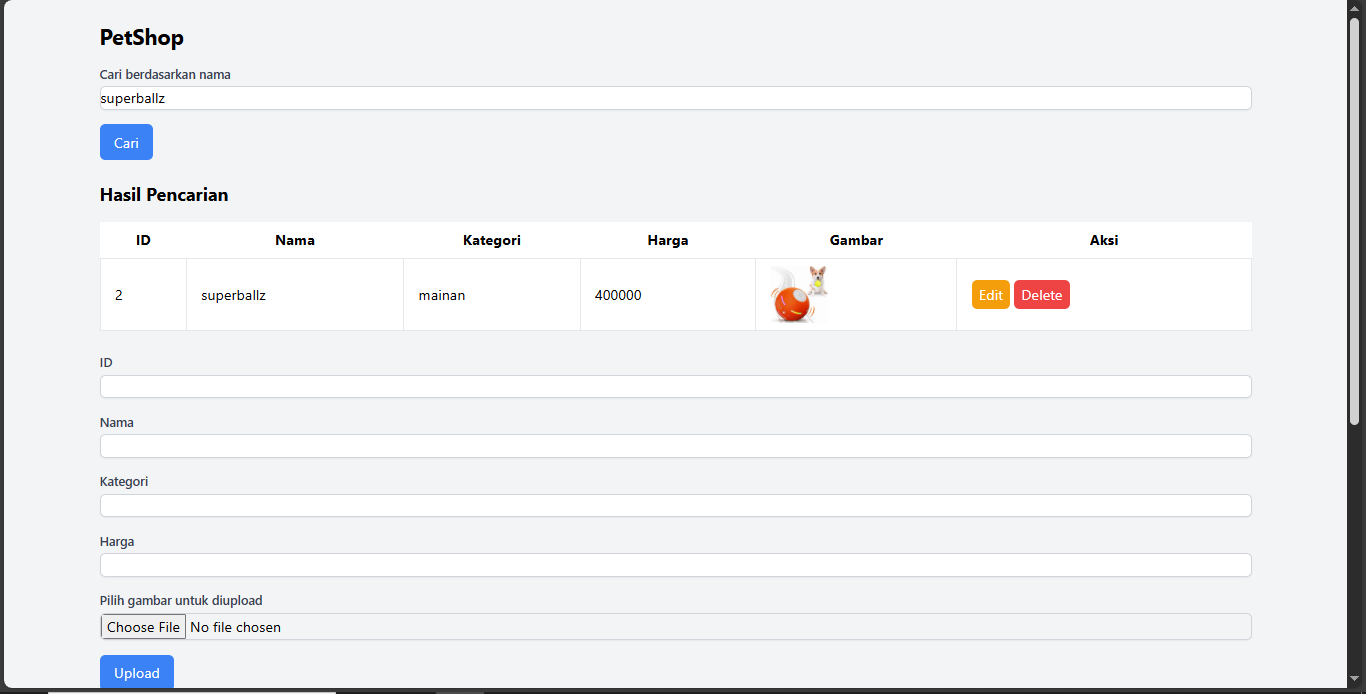 PetShop
Cari berdasarkan nama
superballz
Cari
Hasil Pencarian
ID Nama Kategori Harga Gambar Aksi
2 superballz mainan 400000 Edit Delete
ID
Nama
Kategori
Harga
Pilih gambar untuk diupload
Choose File No file chosen
Upload